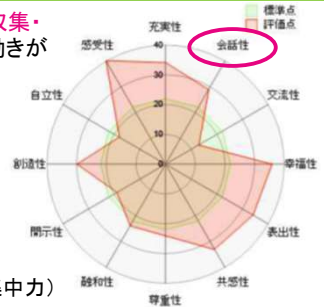 収集・
動きが
標準点
評価点
充実性
会話性
交流性
幸福性
表出性
共感性
尊重性
融和性
開示性
創造性
自立性
感受性
40
30
20
10
0
集中力）